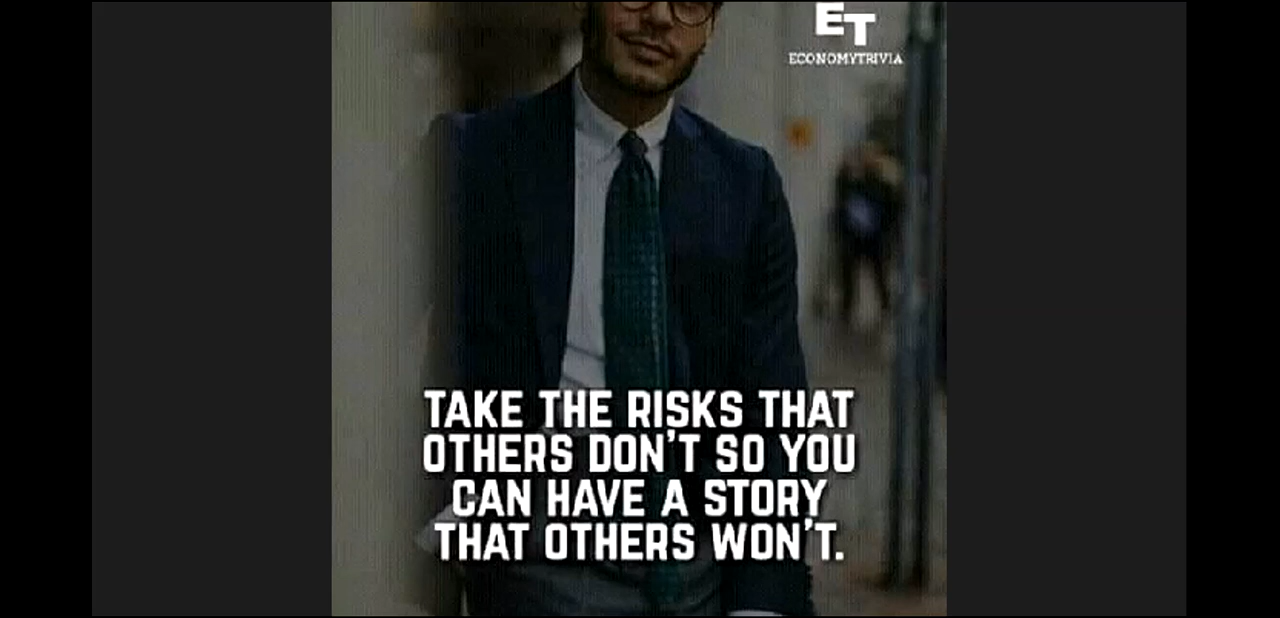 ET
ECONOMYTRIVIA
TAKE THE RISKS THAT
OTHERS DON'T SO YOU
CAN HAVE A STORY
THAT OTHERS WON'T.